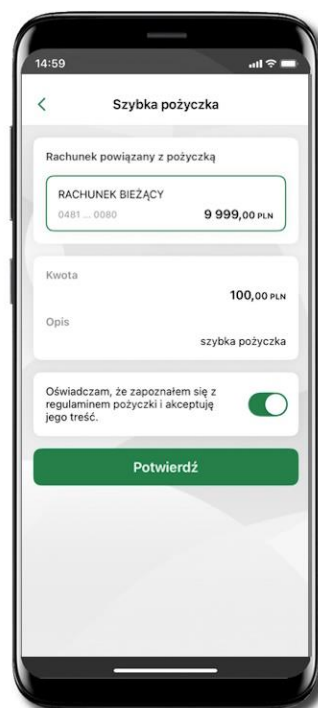 14:59
Szybka pożyczka
Rachunek powiązany z pożyczką
RACHUNEK BIEŻĄCY
0481 ... 0080 9 999,00 PLN
Kwota
100,00 PLN
Opis
szybka pożyczka
Oświadczam, że zapoznałem się z
regulaminem pożyczki i akceptuję
jego treść.
Potwierdź